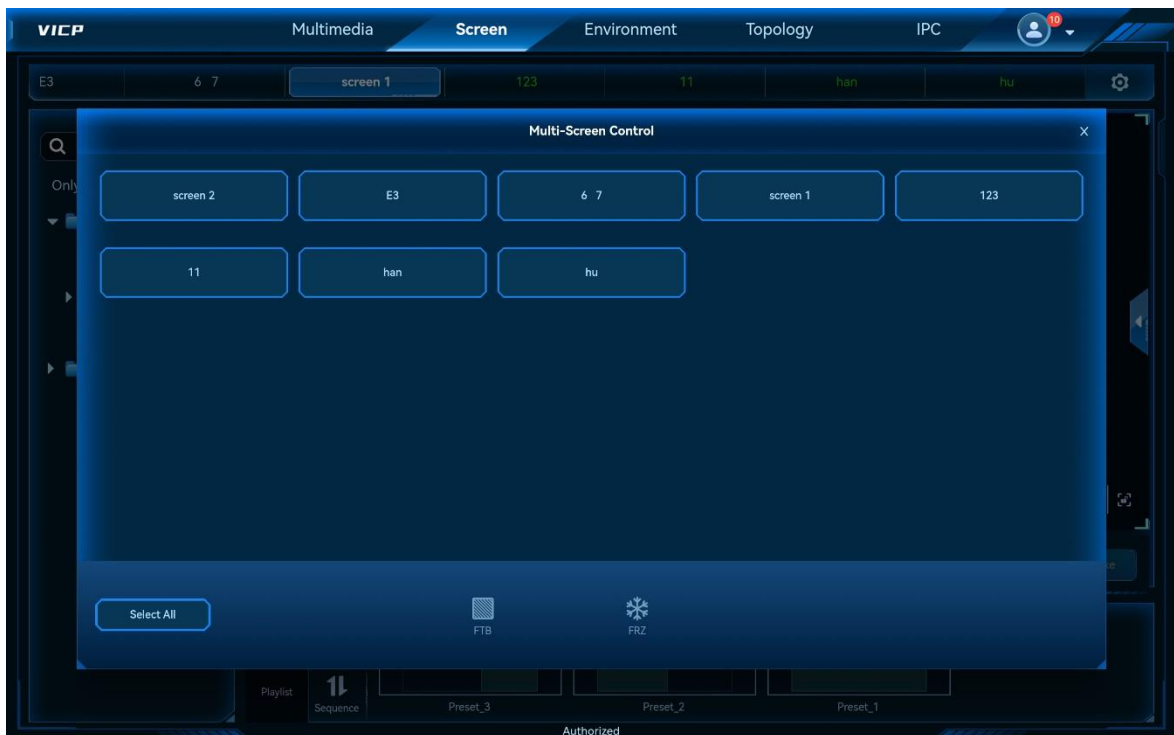 VICP Multimedia Screen Environment Topology IPC 10
E3 6 7 screen 1 123 11 han hu
Multi-Screen Control X
Only
screen 2 E3 6 7 screen 1 123
11 han hu
Select All FTB FRZ
Playlist Sequence Preset_3 Preset_2 Preset_1
Authorized